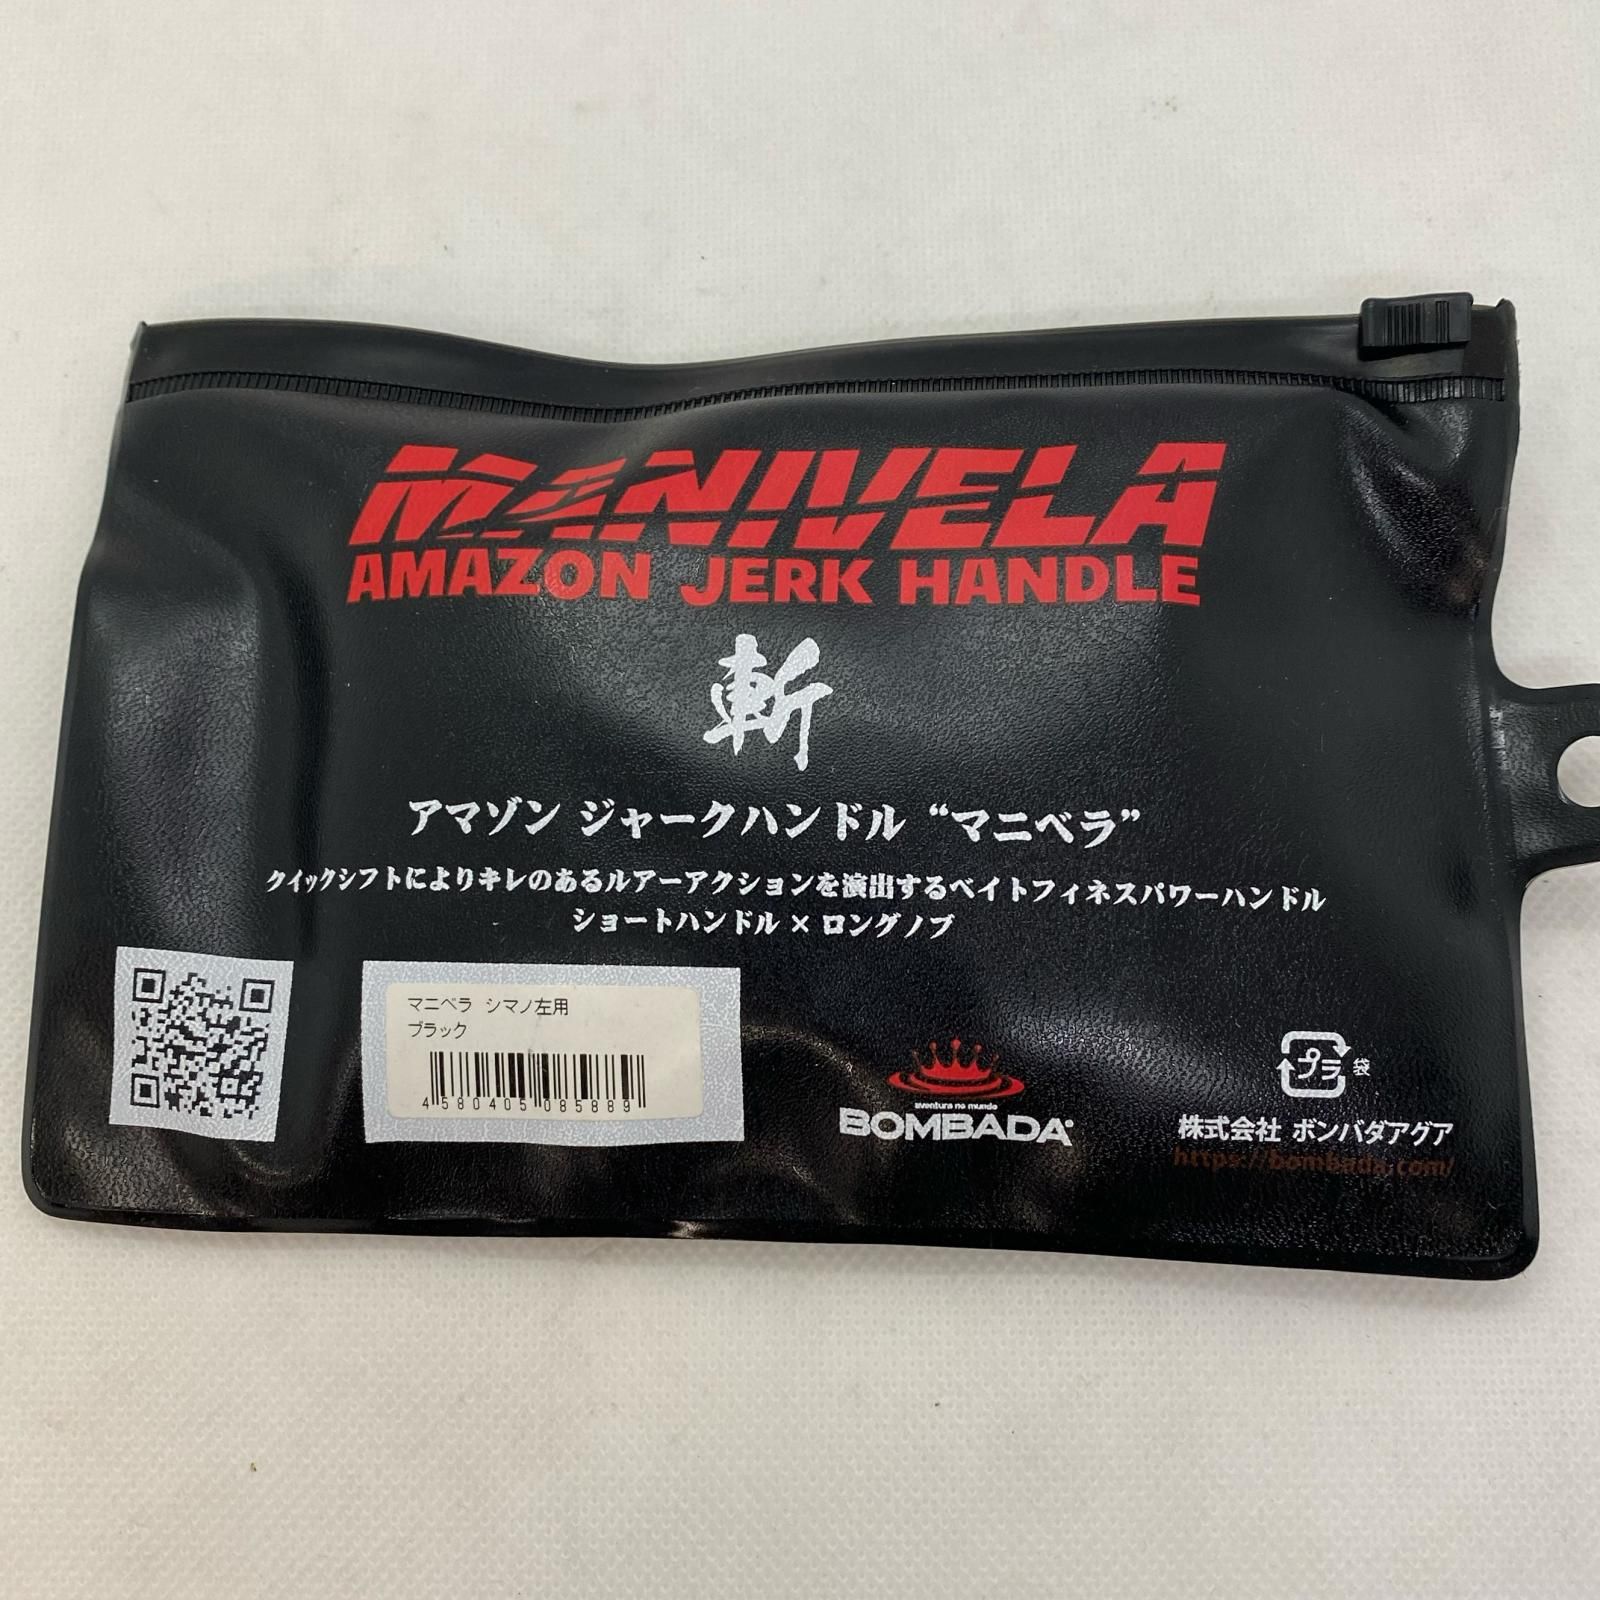 MANIVELA
AMAZON JERK HANDLE
斬
アマゾン ジャークハンドル “マニベラ”
クイックシフトによりキレのあるルアーアクションを演出するベイトフィネスパワーハンドル
ショートハンドル×ロングノブ
マニベラ シマノ左用
ブラック
4580405085889
aventura no mundo
BOMBADA
プラ 袋
株式会社 ボンバダアグア
https://bombada.com/